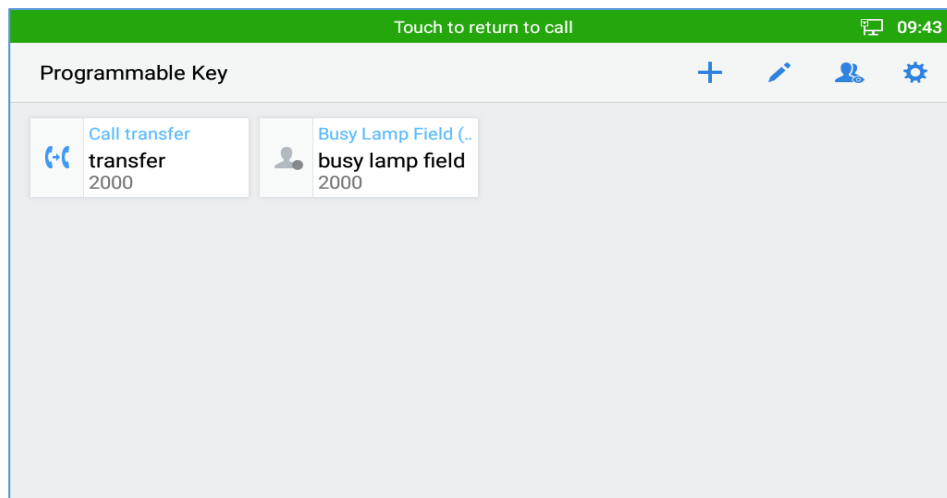 Touch to return to call
09:43
Programmable Key
Call transfer
transfer
2000
Busy Lamp Field (..
busy lamp field
2000